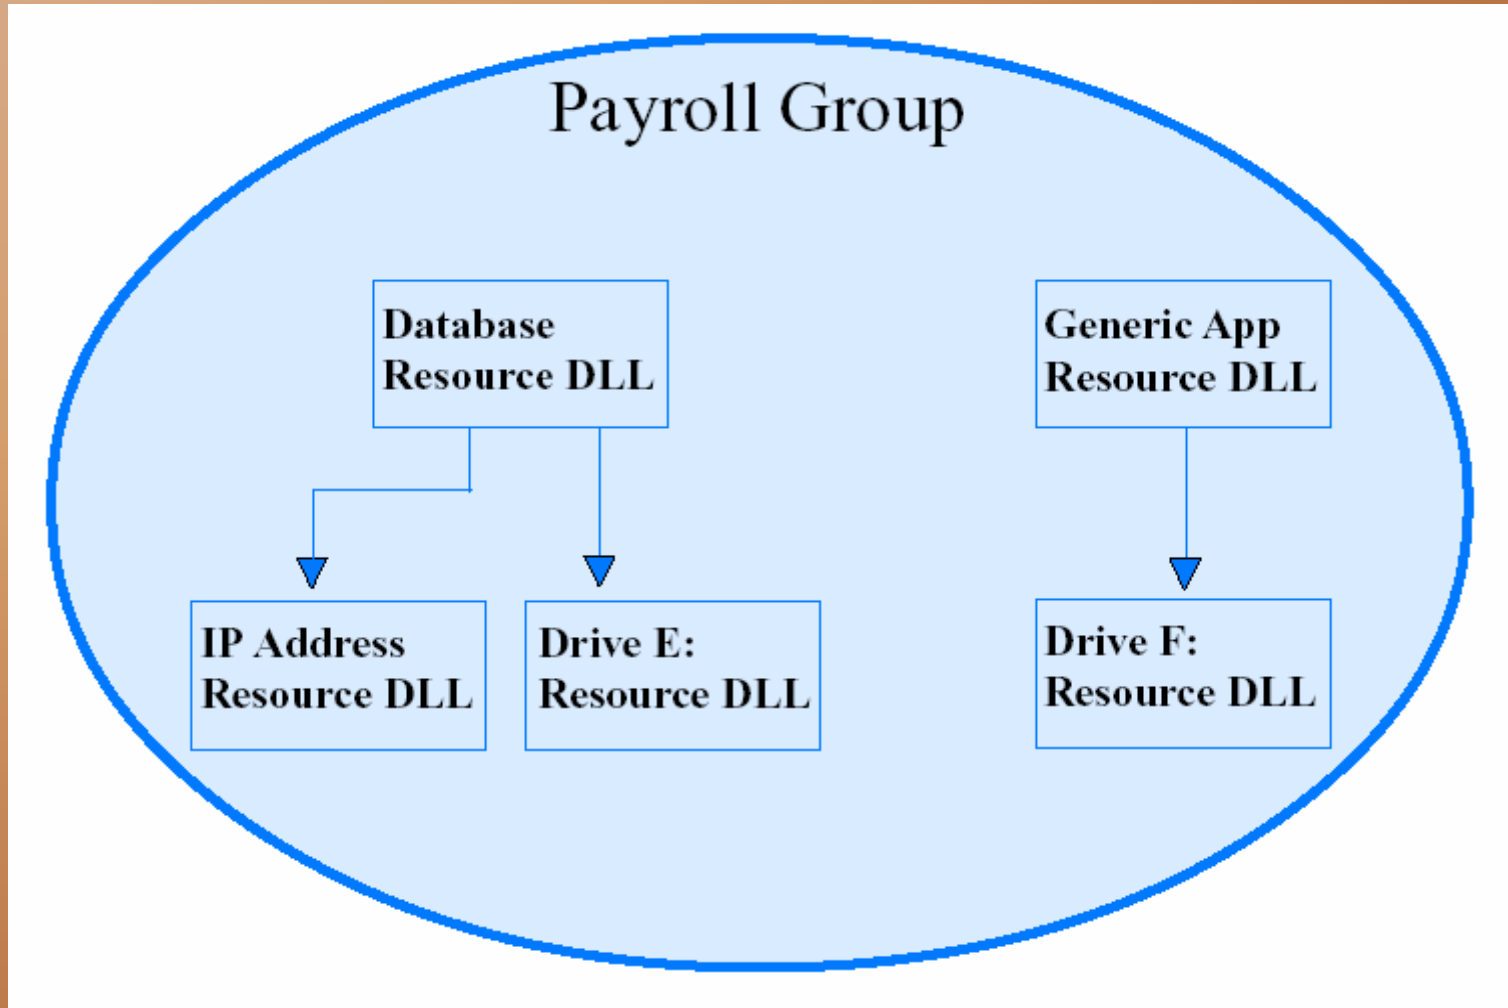 Payroll Group
Database
Resource DLL
Generic App
Resource DLL
IP Address
Resource DLL
Drive E:
Resource DLL
Drive F:
Resource DLL